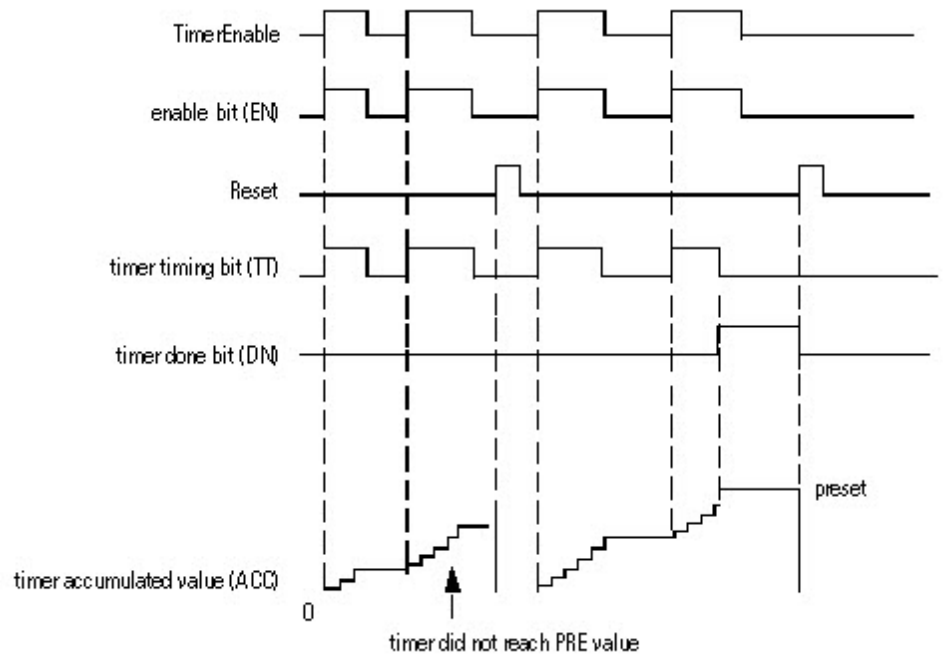 TimerEnable
enable bit (EN)
Reset
timer timing bit (TT)
timer done bit (DN)
preset
timer accumulated value (ACC)
0
timer did not reach PRE value